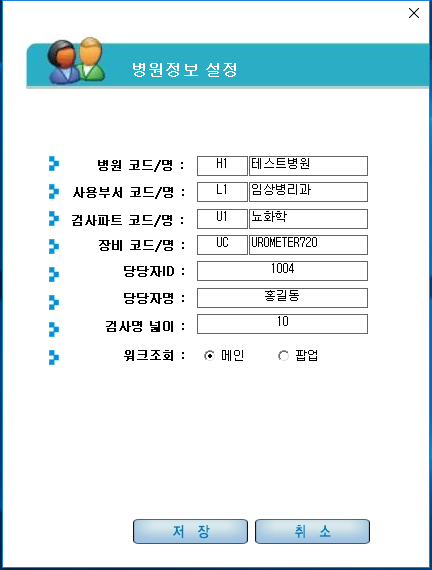 병원정보 설정
병원 코드/명 : H1 테스트병원
사용부서 코드/명 : L1 임상병리과
검사파트 코드/명 : U1 뇨화학
장비 코드/명 : UC UROMETER720
담당자ID : 1004
담당자명 : 홍길동
검사명 넓이 : 10
워크조회 : 메인 팝업
저 장 취 소